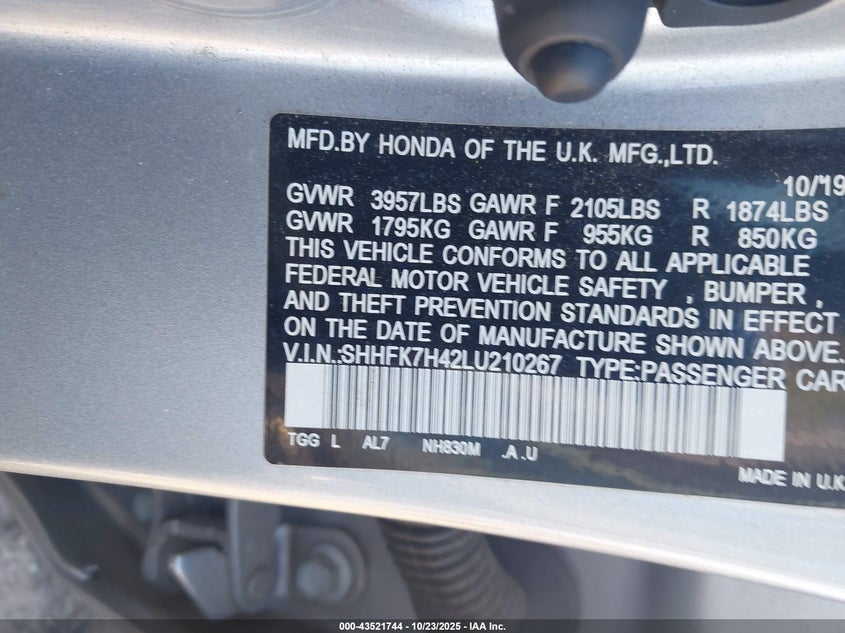 MFD.BY HONDA OF THE U.K. MFG.,LTD.
10/'19
GVWR 3957LBS GAWR F 2105LBS R 1874LBS
GVWR 1795KG GAWR F 955KG R 850KG
THIS VEHICLE CONFORMS TO ALL APPLICABLE
FEDERAL MOTOR VEHICLE SAFETY , BUMPER ,
AND THEFT PREVENTION STANDARDS IN EFFECT
ON THE DATE OF MANUFACTURE SHOWN ABOVE.
V.I.N.:SHHFK7H42LU210267 TYPE:PASSENGER CAR
TGG L AL7 NH830M .A .U
MADE IN U.K
000-43521744 | 10/23/2025 | IAA Inc.